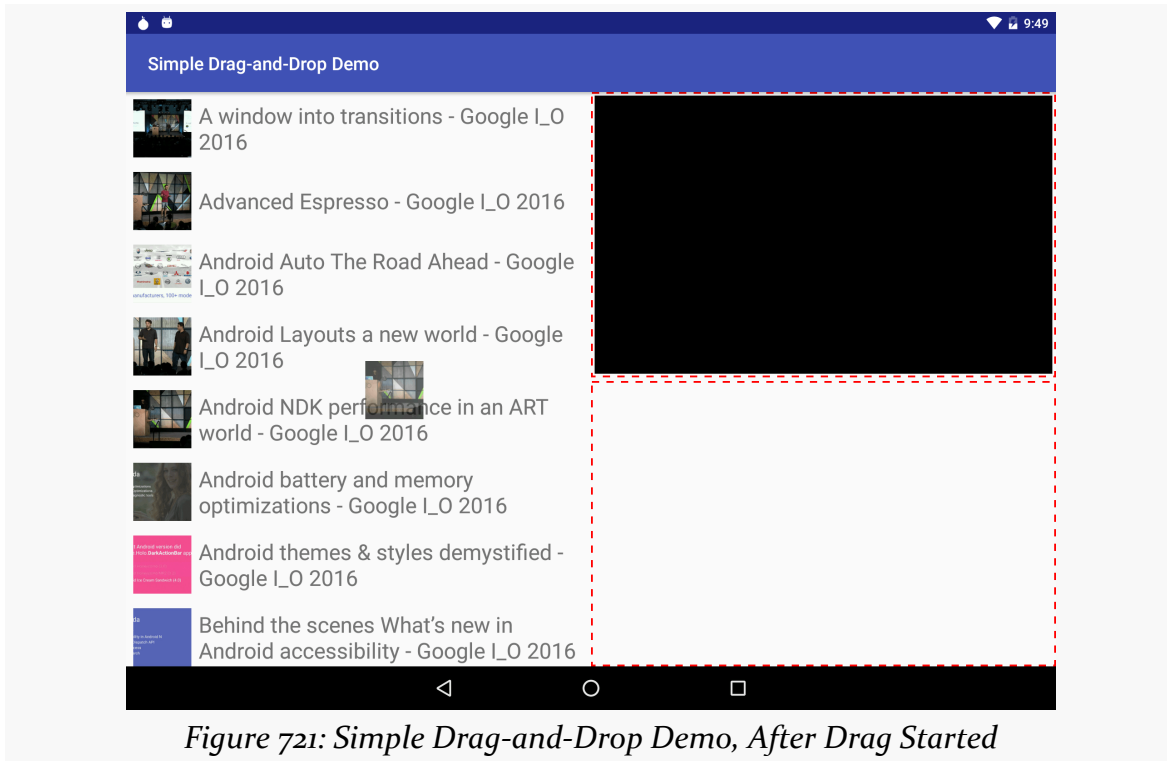 9:49
Simple Drag-and-Drop Demo
A window into transitions - Google I_O
2016
Advanced Espresso - Google I_O 2016
Android Auto The Road Ahead - Google
I_O 2016
anufacturers, 100+ mode
Android Layouts a new world - Google
I_O 2016
Android NDK performance in an ART
world - Google I_O 2016
Android battery and memory
optimizations - Google I_O 2016
Android themes & styles demystified -
Google I_O 2016
Behind the scenes What’s new in
Android accessibility - Google I_O 2016
Figure 721: Simple Drag-and-Drop Demo, After Drag Started